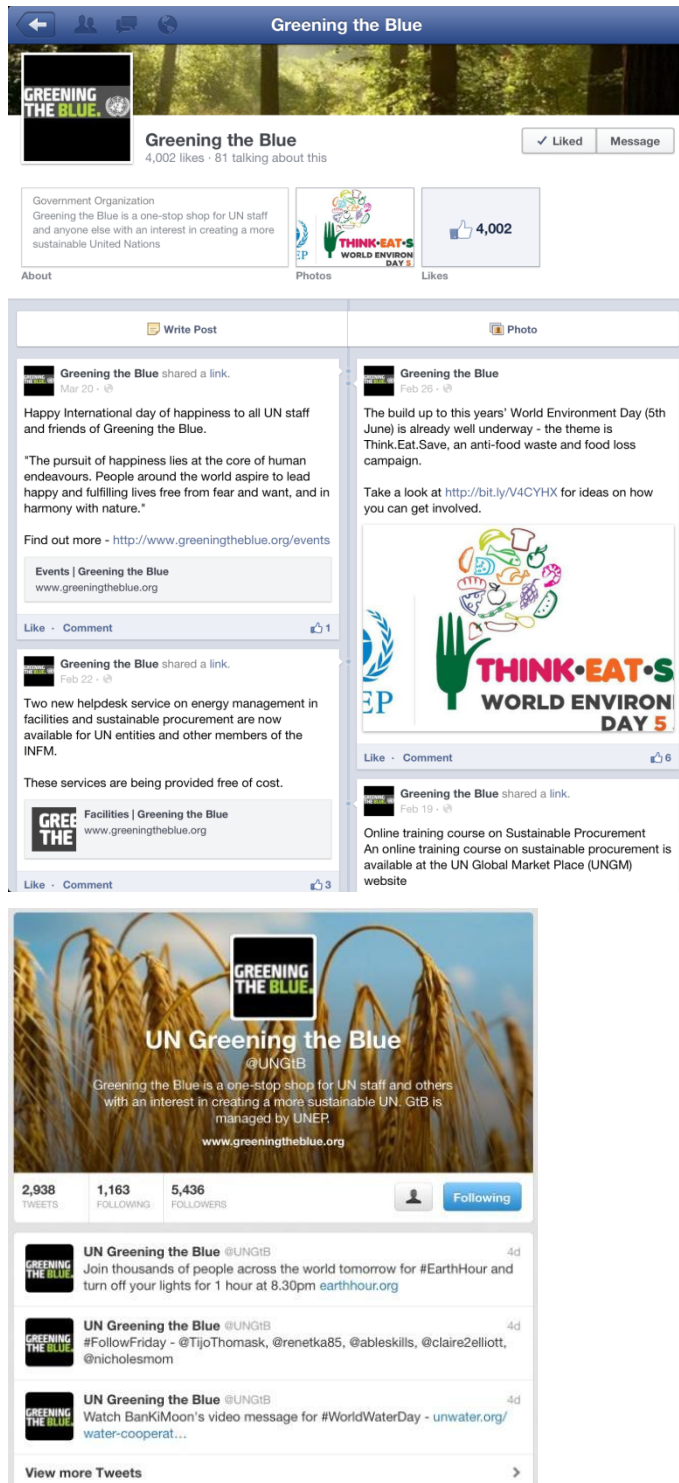 Greening the Blue
GREENING
THE BLUE.
Greening the Blue
4,002 likes · 81 talking about this
✓ Liked
Message
Government Organization
Greening the Blue is a one-stop shop for UN staff
and anyone else with an interest in creating a more
sustainable United Nations
About
EP
THINK•EAT•S
WORLD ENVIRON
DAY 5
Photos
4,002
Likes
Write Post
Photo
Greening the Blue shared a link.
Mar 20 ·
Happy International day of happiness to all UN staff
and friends of Greening the Blue.
"The pursuit of happiness lies at the core of human
endeavours. People around the world aspire to lead
happy and fulfilling lives free from fear and want, and in
harmony with nature."
Find out more - http://www.greeningtheblue.org/events
Events | Greening the Blue
www.greeningtheblue.org
Like · Comment
1
Greening the Blue shared a link.
Feb 22 ·
Two new helpdesk service on energy management in
facilities and sustainable procurement are now
available for UN entities and other members of the
INFM.
These services are being provided free of cost.
GREE
THE
Facilities | Greening the Blue
www.greeningtheblue.org
Like · Comment
3
Greening the Blue
Feb 26 ·
The build up to this years' World Environment Day (5th
June) is already well underway - the theme is
Think.Eat.Save, an anti-food waste and food loss
campaign.
Take a look at http://bit.ly/V4CYHX for ideas on how
you can get involved.
EP
THINK•EAT•S
WORLD ENVIRON
DAY 5
Like · Comment
6
Greening the Blue shared a link.
Feb 19 ·
Online training course on Sustainable Procurement
An online training course on sustainable procurement is
available at the UN Global Market Place (UNGM)
website
GREENING
THE BLUE.
UN Greening the Blue
@UNGtB
Greening the Blue is a one-stop shop for UN staff and others
with an interest in creating a more sustainable UN. GtB is
managed by UNEP.
www.greeningtheblue.org
2,938
TWEETS
1,163
FOLLOWING
5,436
FOLLOWERS
Following
GREENING
THE BLUE.
UN Greening the Blue @UNGtB
4d
Join thousands of people across the world tomorrow for #EarthHour and
turn off your lights for 1 hour at 8.30pm earthhour.org
GREENING
THE BLUE.
UN Greening the Blue @UNGtB
4d
#FollowFriday - @TijoThomask, @renetka85, @ableskills, @claire2elliott,
@nicholesmom
GREENING
THE BLUE.
UN Greening the Blue @UNGtB
4d
Watch BanKiMoon's video message for #WorldWaterDay - unwater.org/
water-cooperat…
View more Tweets